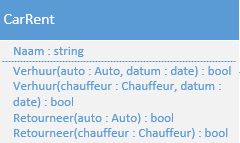 CarRent
Naam : string
Verhuur(auto : Auto, datum : date) : bool
Verhuur(chauffeur : Chauffeur, datum :
date) : bool
Retourneer(auto : Auto) : bool
Retourneer(chauffeur : Chauffeur) : bool